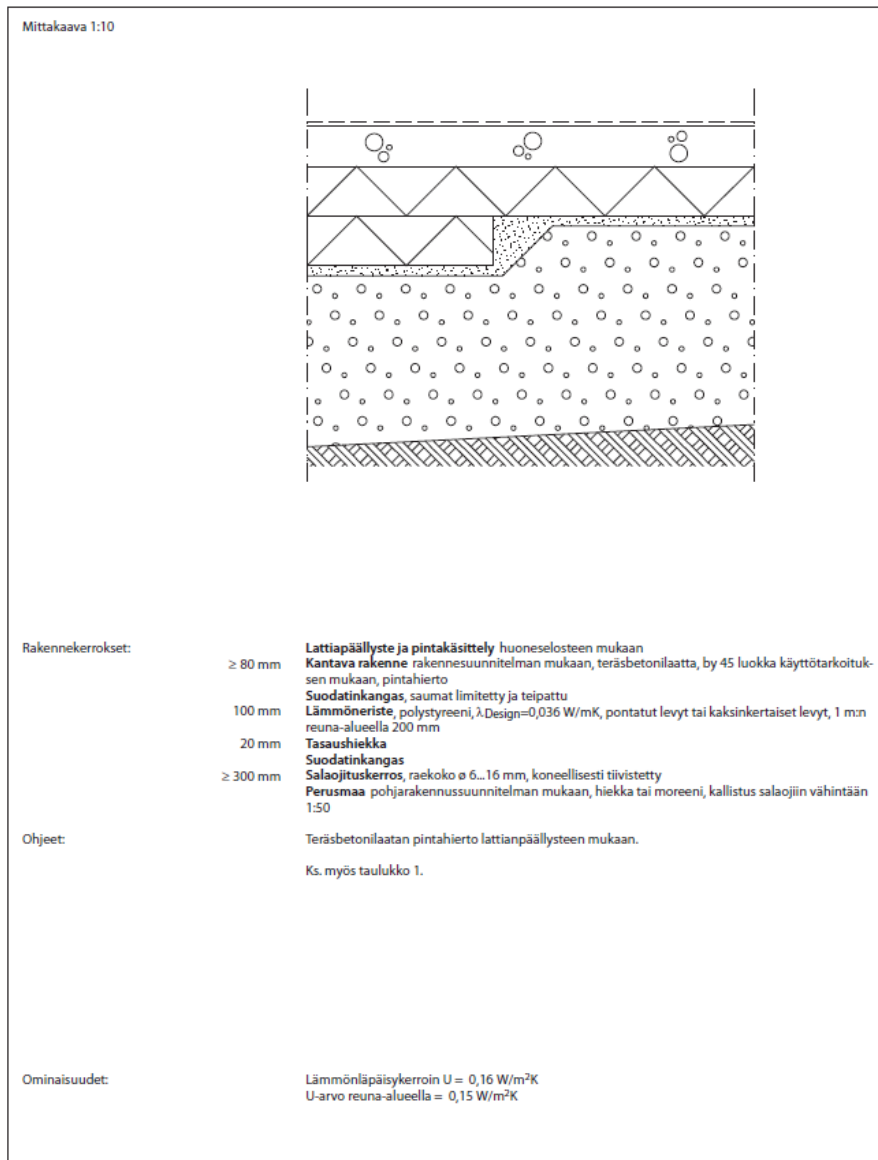 Mittakaava 1:10
Rakennekerrokset:
Lattiapäällyste ja pintakäsittely huoneselosteen mukaan
≥ 80 mm Kantava rakenne rakennesuunnitelman mukaan, teräsbetonilaatta, by 45 luokka käyttötarkoituk-
sen mukaan, pintahierto
Suodatinkangas, saumat limitetty ja teipattu
100 mm Lämmöneriste, polystyreeni, λDesign=0,036 W/mK, pontatut levyt tai kaksinkertaiset levyt, 1 m:n
reuna-alueella 200 mm
20 mm Tasaushiekka
Suodatinkangas
≥ 300 mm Salaojituskerros, raekoko ø 6...16 mm, koneellisesti tiivistetty
Perusmaa pohjarakennussuunnitelman mukaan, hiekka tai moreeni, kallistus salaojiin vähintään
1:50
Ohjeet: Teräsbetonilaatan pintahierto lattianpäällysteen mukaan.
Ks. myös taulukko 1.
Ominaisuudet: Lämmönläpäisykerroin U = 0,16 W/m²K
U-arvo reuna-alueella = 0,15 W/m²K